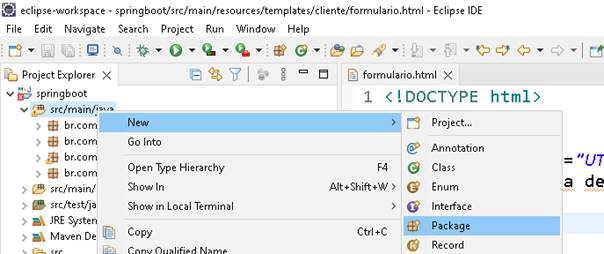 eclipse-workspace - springboot/src/main/resources/templates/cliente/formulario.html - Eclipse IDE
File Edit Navigate Search Project Run Window Help
Project Explorer
formulario.html
springboot
src/main/java
br.com
br.com
br.com
br.com
src/main/
src/test/ja
JRE System
Maven De
src
New
Go Into
Open Type Hierarchy F4
Show In Alt+Shift+W
Show in Local Terminal
Copy Ctrl+C
Copy Qualified Name
Project...
Annotation
Class
Enum
Interface
Package
Record
1 <!DOCTYPE html>
="UT
a de